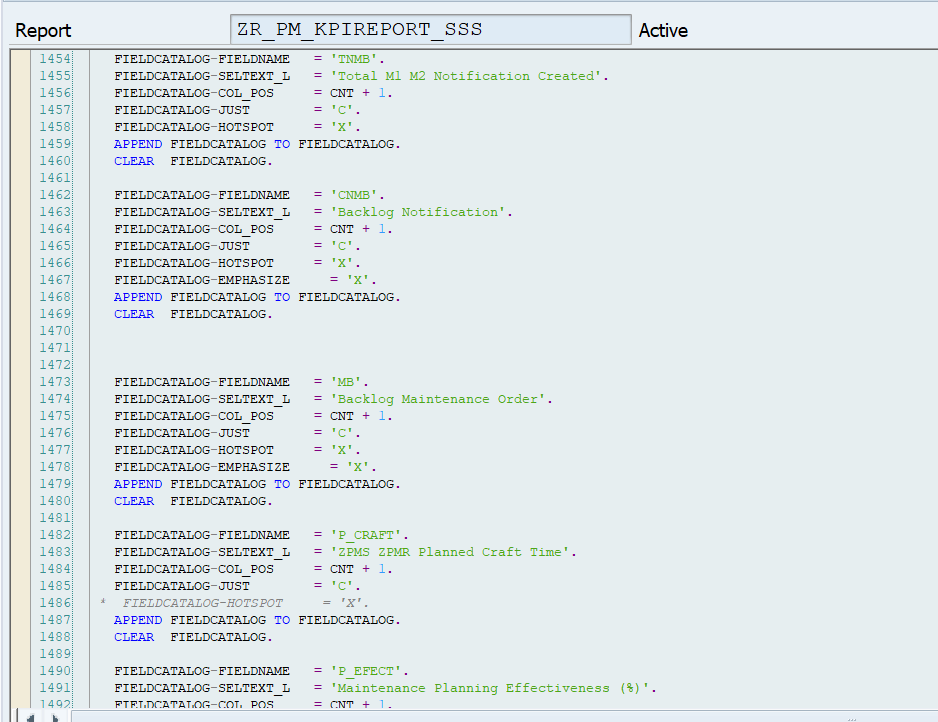 Report ZR_PM_KPIREPORT_SSS Active
1454 FIELDCATALOG-FIELDNAME = 'TNMB'.
1455 FIELDCATALOG-SELTEXT_L = 'Total M1 M2 Notification Created'.
1456 FIELDCATALOG-COL_POS = CNT + 1.
1457 FIELDCATALOG-JUST = 'C'.
1458 FIELDCATALOG-HOTSPOT = 'X'.
1459 APPEND FIELDCATALOG TO FIELDCATALOG.
1460 CLEAR FIELDCATALOG.
1461
1462 FIELDCATALOG-FIELDNAME = 'CNMB'.
1463 FIELDCATALOG-SELTEXT_L = 'Backlog Notification'.
1464 FIELDCATALOG-COL_POS = CNT + 1.
1465 FIELDCATALOG-JUST = 'C'.
1466 FIELDCATALOG-HOTSPOT = 'X'.
1467 FIELDCATALOG-EMPHASIZE = 'X'.
1468 APPEND FIELDCATALOG TO FIELDCATALOG.
1469 CLEAR FIELDCATALOG.
1470
1471
1472
1473 FIELDCATALOG-FIELDNAME = 'MB'.
1474 FIELDCATALOG-SELTEXT_L = 'Backlog Maintenance Order'.
1475 FIELDCATALOG-COL_POS = CNT + 1.
1476 FIELDCATALOG-JUST = 'C'.
1477 FIELDCATALOG-HOTSPOT = 'X'.
1478 FIELDCATALOG-EMPHASIZE = 'X'.
1479 APPEND FIELDCATALOG TO FIELDCATALOG.
1480 CLEAR FIELDCATALOG.
1481
1482 FIELDCATALOG-FIELDNAME = 'P_CRAFT'.
1483 FIELDCATALOG-SELTEXT_L = 'ZPMS ZPMR Planned Craft Time'.
1484 FIELDCATALOG-COL_POS = CNT + 1.
1485 FIELDCATALOG-JUST = 'C'.
1486 * FIELDCATALOG-HOTSPOT = 'X'.
1487 APPEND FIELDCATALOG TO FIELDCATALOG.
1488 CLEAR FIELDCATALOG.
1489
1490 FIELDCATALOG-FIELDNAME = 'P_EFECT'.
1491 FIELDCATALOG-SELTEXT_L = 'Maintenance Planning Effectiveness (%)'.
1492 FIELDCATALOG-COL_POS = CNT + 1.